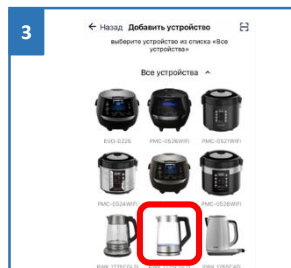 3
← Назад Добавить устройство
выберите устройство из списка «Все
устройства»
Все устройства
EVO-0225 PMC-0526WIFI PMC-0521WIFI
PMC-0524WIFI PMC-0528WIFI